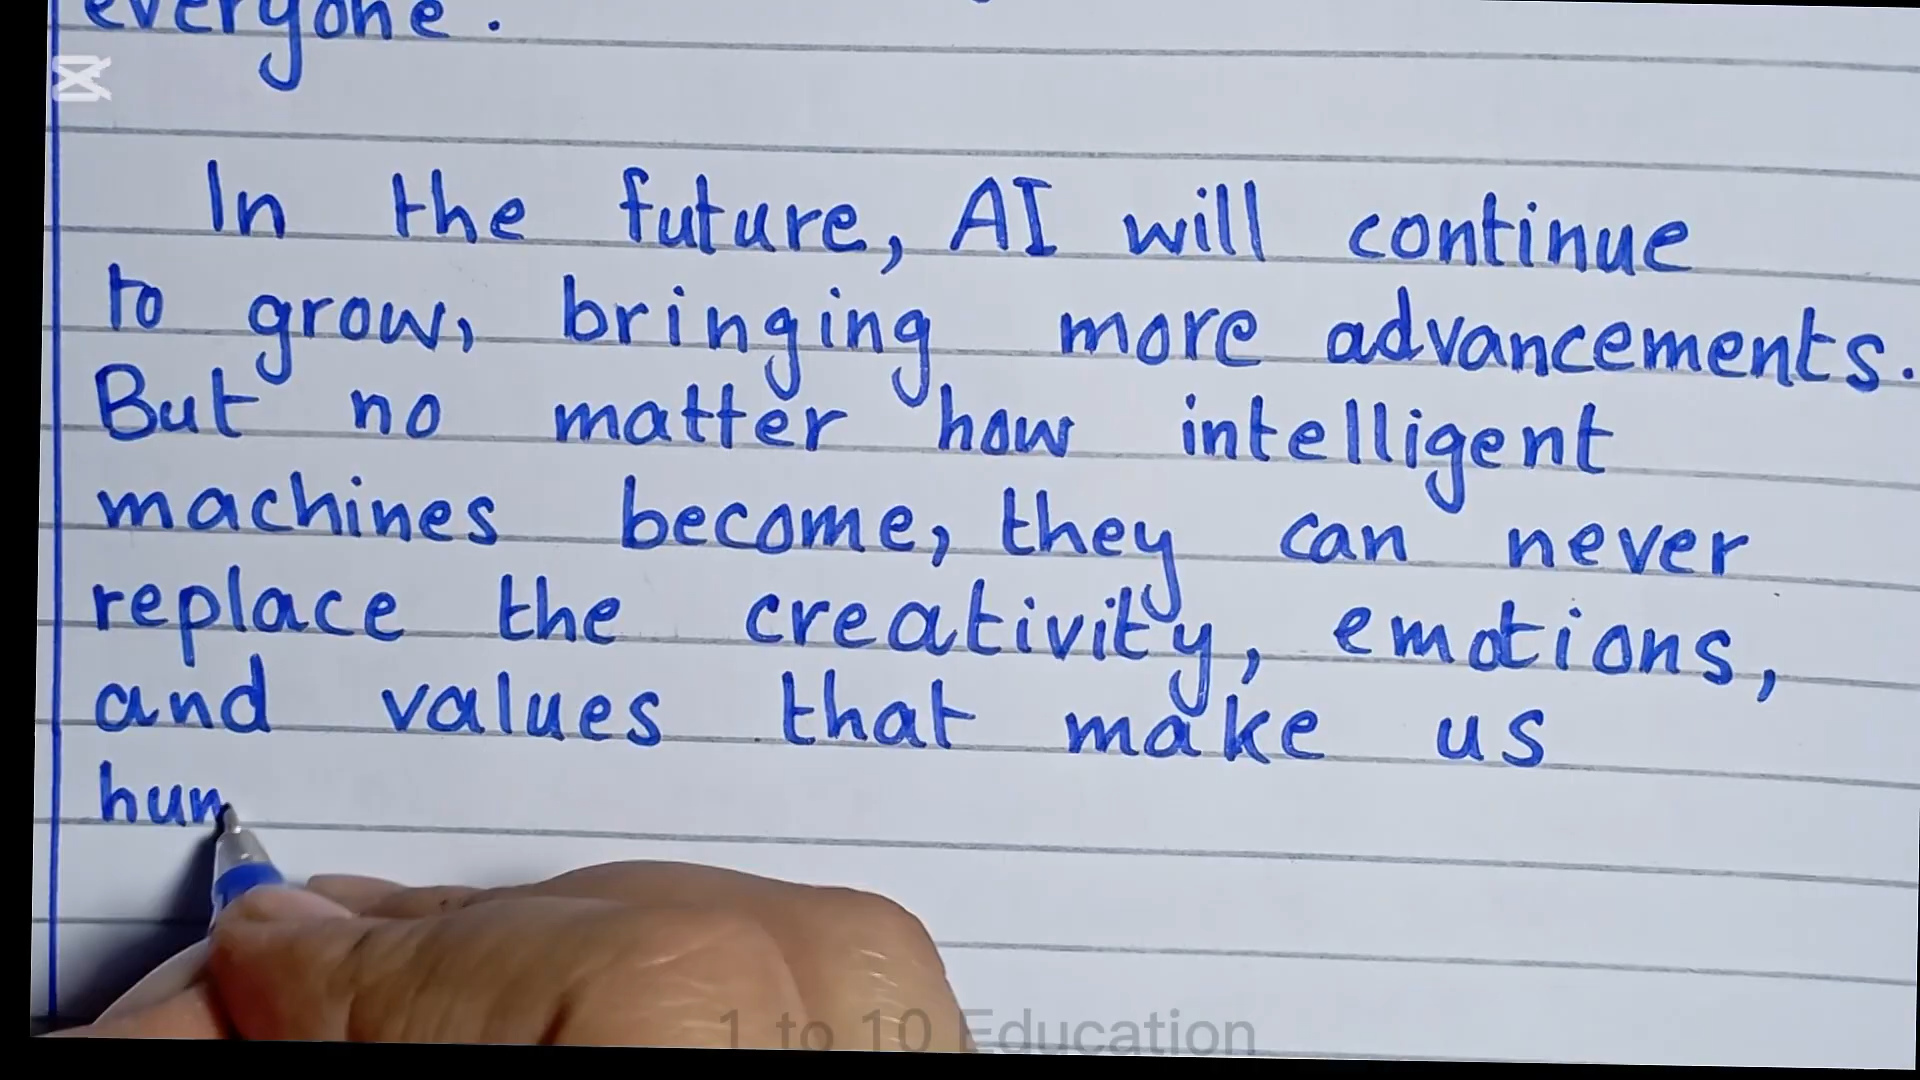 everyone.
In the future, AI will continue
to grow, bringing more advancements.
But no matter how intelligent
machines become, they can never
replace the creativity, emotions,
and values that make us
hum
1 to 10 Education